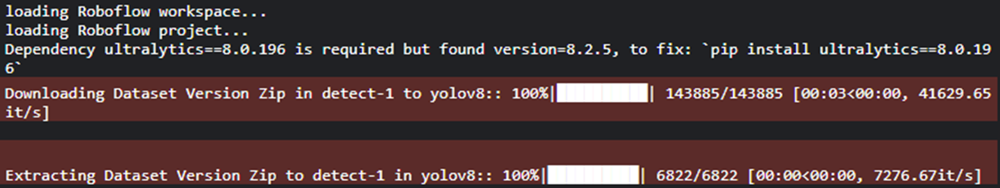 loading Roboflow workspace...
loading Roboflow project...
Dependency ultralytics==8.0.196 is required but found version=8.2.5, to fix: `pip install ultralytics==8.0.19
6`
Downloading Dataset Version Zip in detect-1 to yolov8:: 100%|██████████| 143885/143885 [00:03<00:00, 41629.65
it/s]
Extracting Dataset Version Zip to detect-1 in yolov8:: 100%|██████████| 6822/6822 [00:00<00:00, 7276.67it/s]